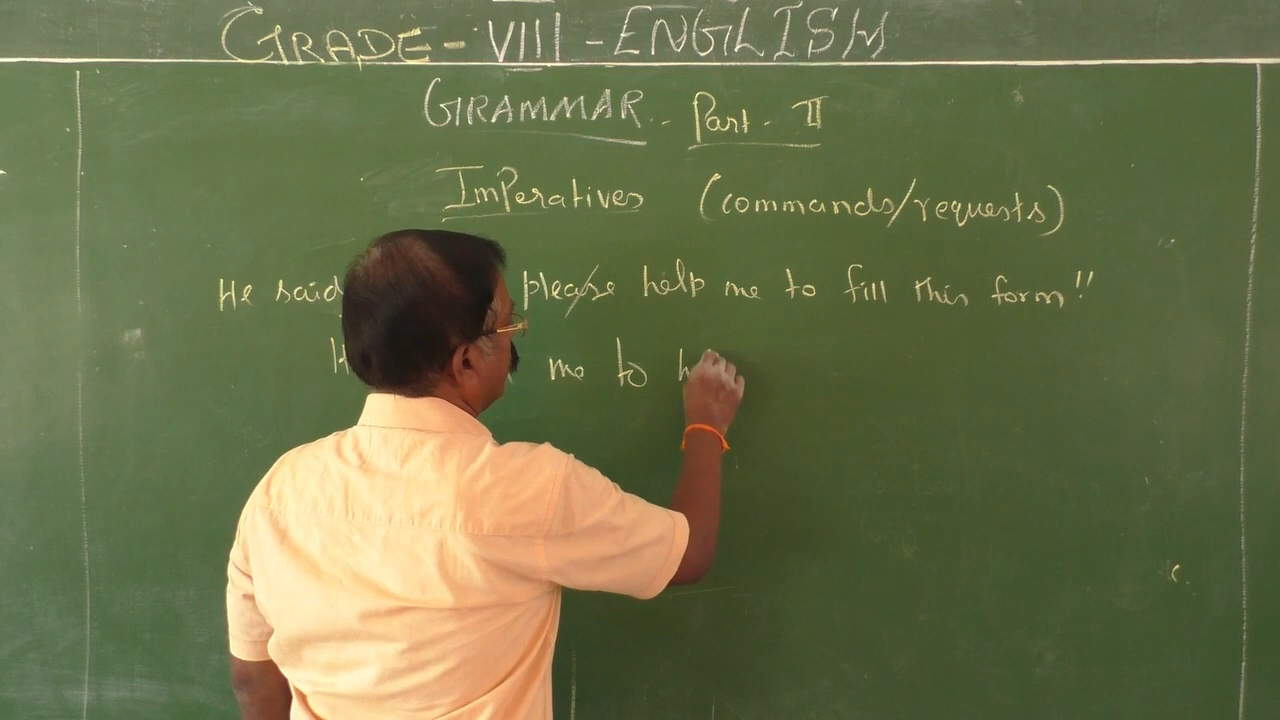 GRADE - VIII - ENGLISH
GRAMMAR - Part - II
Imperatives (commands/requests)
He said please help me to fill this form"
me to